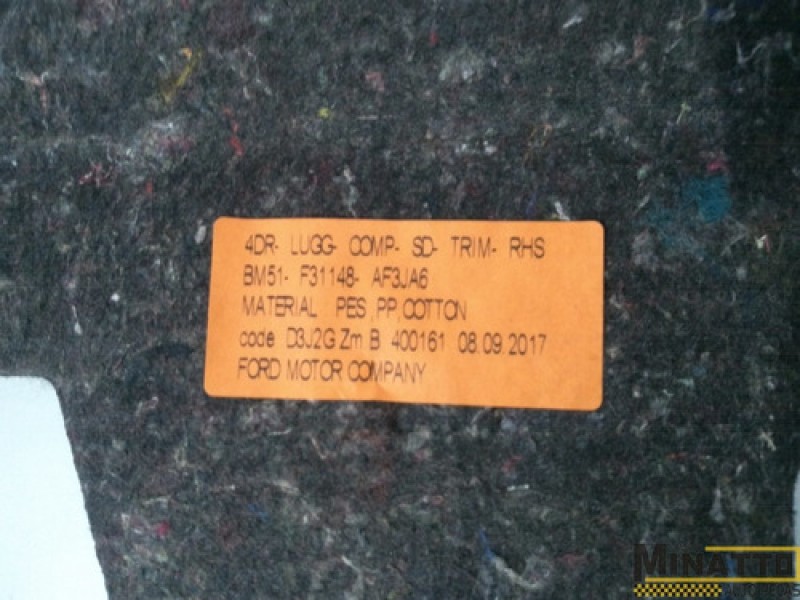 4DR- LUGG- COMP- SD- TRIM- RHS
BM51- F31148- AF3JA6
MATERIAL PES ,PP, COTTON
code D3J2G Zm B 400161 08.09.2017
FORD MOTOR COMPANY
MINATTO